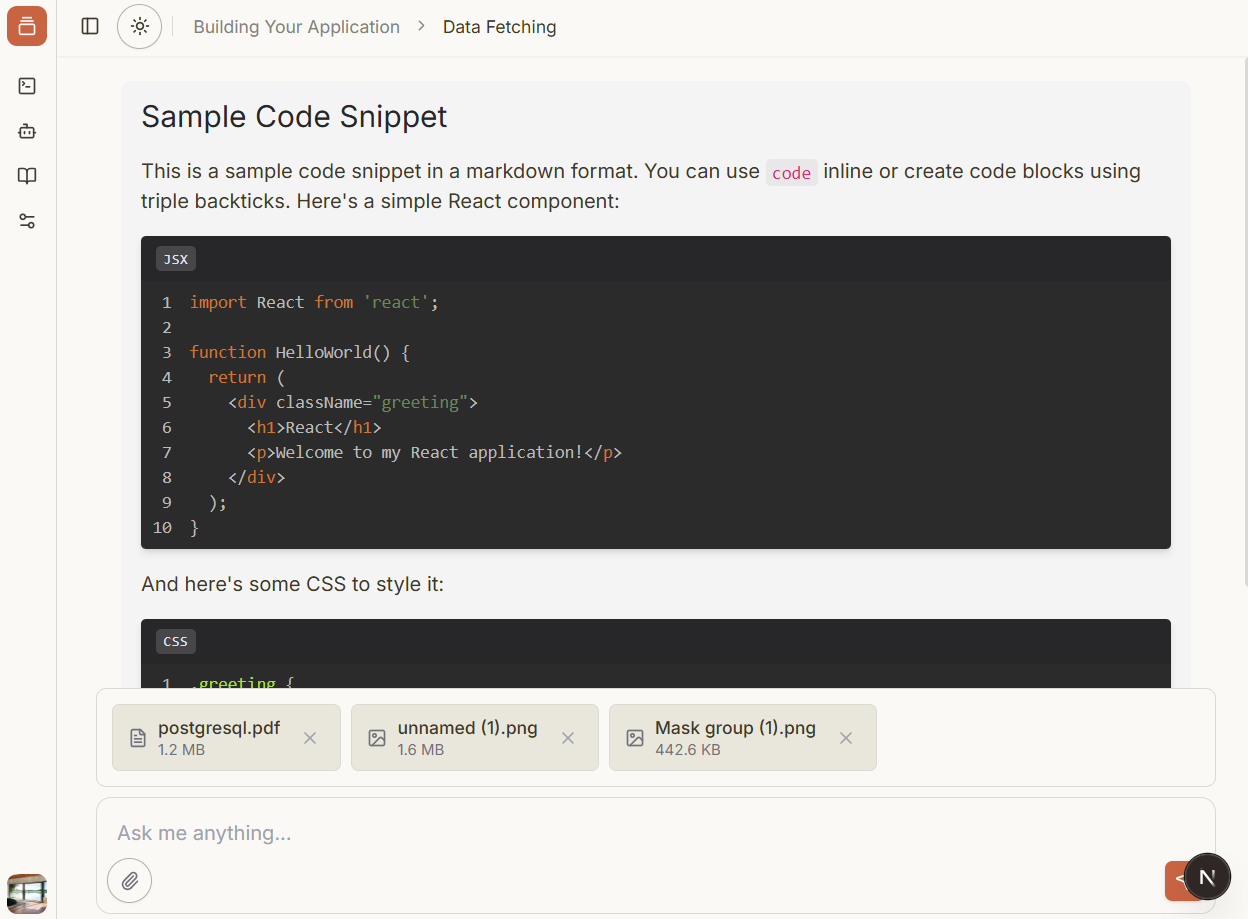 Building Your Application > Data Fetching
Sample Code Snippet
This is a sample code snippet in a markdown format. You can use code inline or create code blocks using
triple backticks. Here's a simple React component:
JSX
1 import React from 'react';
2
3 function HelloWorld() {
4   return (
5     <div className="greeting">
6       <h1>React</h1>
7       <p>Welcome to my React application!</p>
8     </div>
9   );
10 }
And here's some CSS to style it:
CSS
1 .greeting {
postgresql.pdf
1.2 MB
unnamed (1).png
1.6 MB
Mask group (1).png
442.6 KB
Ask me anything...
N